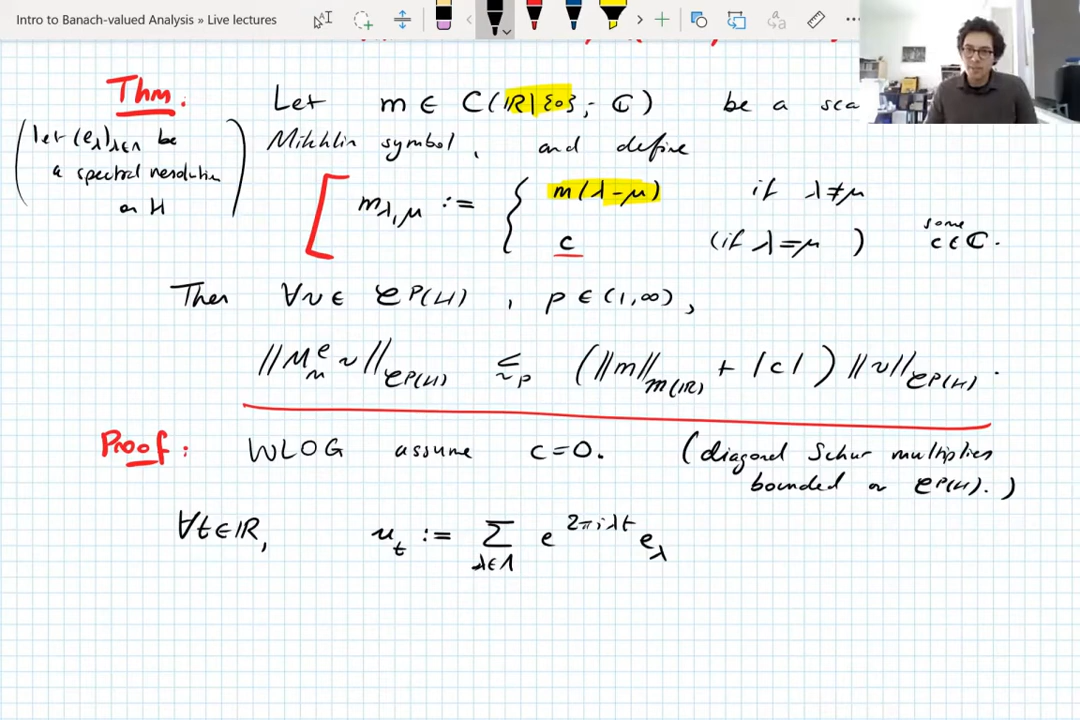 Intro to Banach-valued Analysis » Live lectures
Thm. Let m ∈ C(ℝ\{0}; ℂ) be a sca
(let (e_λ)_{λ∈Λ} be a spectral resolution on H)
Mikhlin symbol, and define
m_{λ,μ} := { m(λ-μ) if λ≠μ
c (if λ=μ) some c∈ℂ.
Then ∀v ∈ 𝒞^p(H), p ∈ (1,∞),
‖M_m^e v‖_{𝒞^p(H)} ≲_p (‖m‖_{m(ℝ)} + |c|) ‖v‖_{𝒞^p(H)}.
Proof: WLOG assume c=0. (diagonal Schur multipliers
bounded on 𝒞^p(H).)
∀t∈ℝ, u_t := Σ_{λ∈Λ} e^{2πiλt} e_λ